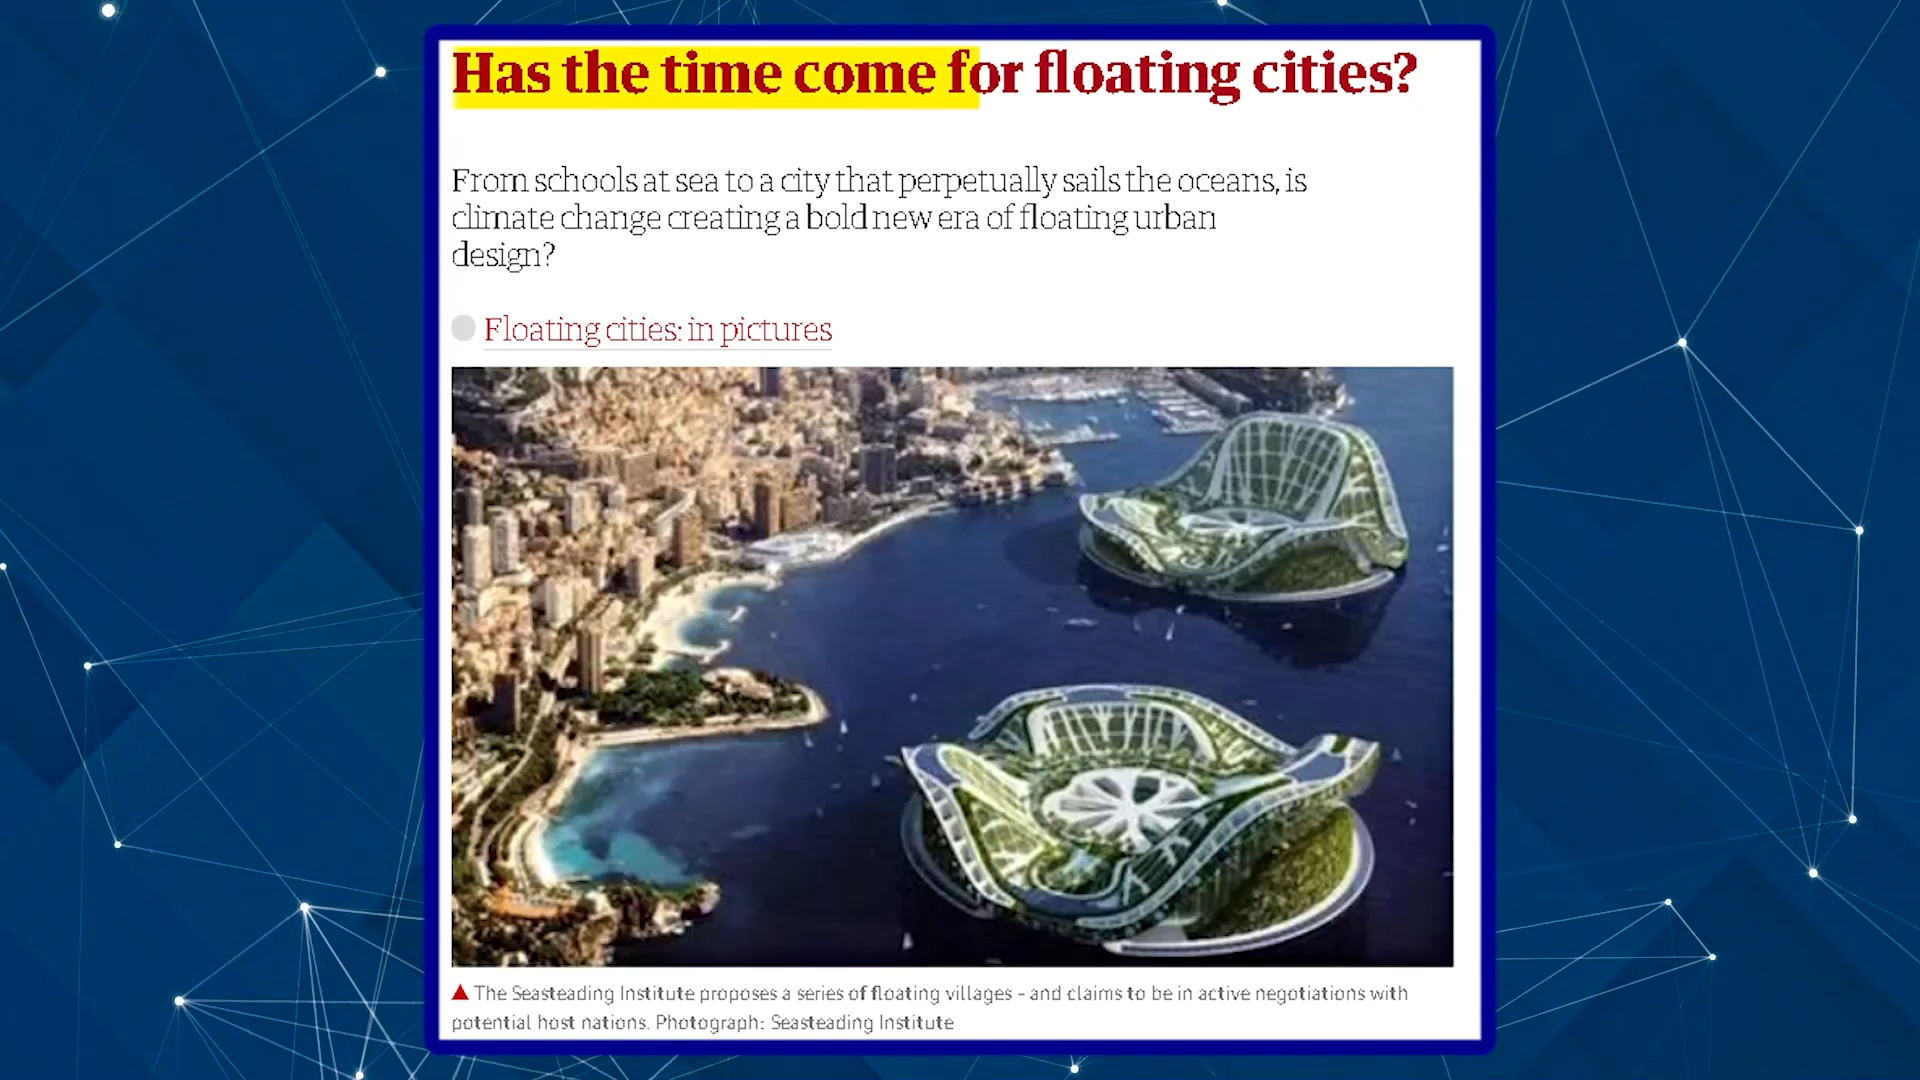 Has the time come for floating cities?
From schools at sea to a city that perpetually sails the oceans, is
climate change creating a bold new era of floating urban
design?
Floating cities: in pictures
The Seasteading Institute proposes a series of floating villages – and claims to be in active negotiations with
potential host nations. Photograph: Seasteading Institute